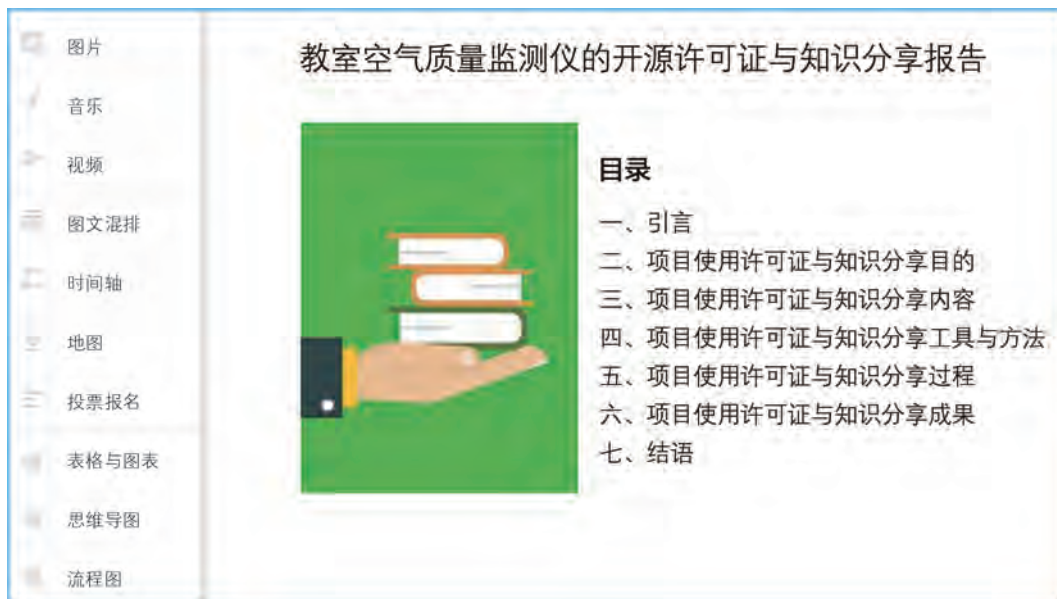 图片
音乐
视频
图文混排
时间轴
地图
投票报名
表格与图表
思维导图
流程图
教室空气质量监测仪的开源许可证与知识分享报告
目录
一、引言
二、项目使用许可证与知识分享目的
三、项目使用许可证与知识分享内容
四、项目使用许可证与知识分享工具与方法
五、项目使用许可证与知识分享过程
六、项目使用许可证与知识分享成果
七、结语